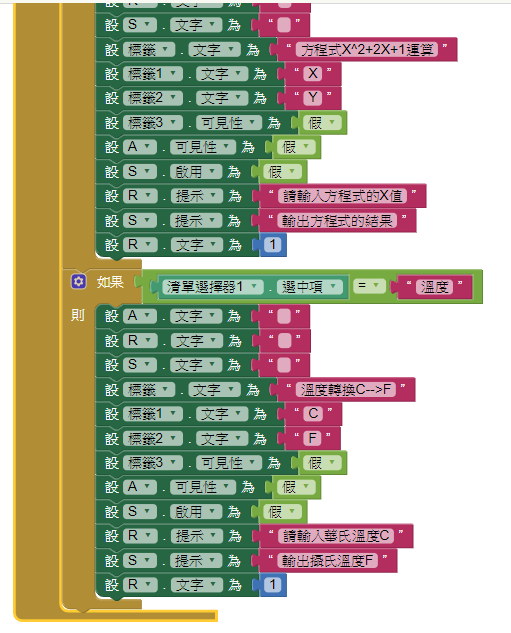 設 R . 文字 為 “ ”
設 S . 文字 為 “ ”
設 標籤 . 文字 為 “ 方程式X^2+2X+1運算 ”
設 標籤1 . 文字 為 “ X ”
設 標籤2 . 文字 為 “ Y ”
設 標籤3 . 可見性 為 假
設 A . 可見性 為 假
設 S . 啟用 為 假
設 R . 提示 為 “ 請輸入方程式的X值 ”
設 S . 提示 為 “ 輸出方程式的結果 ”
設 R . 文字 為 1
如果 清單選擇器1 . 選中項 = “ 溫度 ”
則 設 A . 文字 為 “ ”
設 R . 文字 為 “ ”
設 S . 文字 為 “ ”
設 標籤 . 文字 為 “ 溫度轉換C-->F ”
設 標籤1 . 文字 為 “ C ”
設 標籤2 . 文字 為 “ F ”
設 標籤3 . 可見性 為 假
設 A . 可見性 為 假
設 S . 啟用 為 假
設 R . 提示 為 “ 請輸入華氏溫度C ”
設 S . 提示 為 “ 輸出攝氏溫度F ”
設 R . 文字 為 1